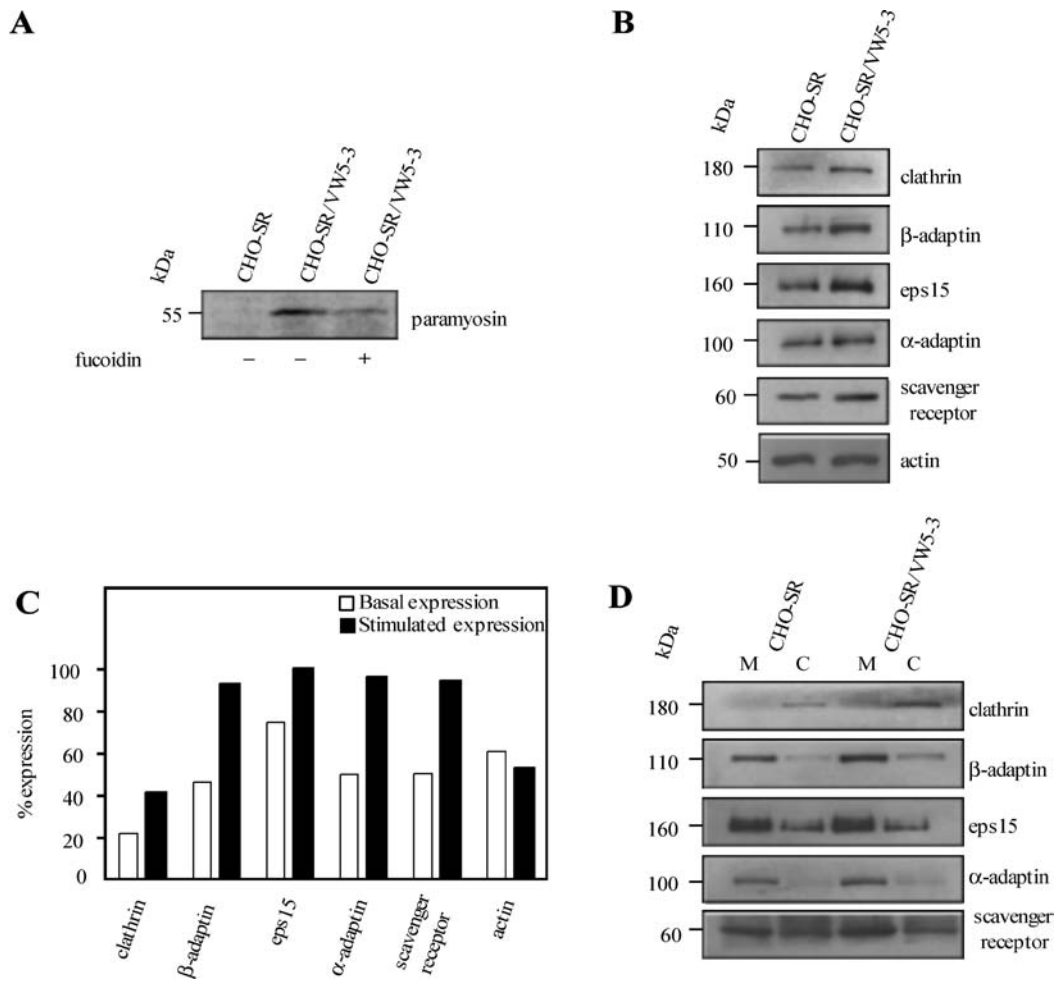 A
kDa
CHO-SR
CHO-SR/VW5-3
CHO-SR/VW5-3
55
paramyosin
fucoidin
– – +
B
kDa
CHO-SR
CHO-SR/VW5-3
180 clathrin
110 β-adaptin
160 eps15
100 α-adaptin
60 scavenger
receptor
50 actin
C
Basal expression
Stimulated expression
% expression
100
80
60
40
20
0
clathrin
β-adaptin
eps15
α-adaptin
scavenger
receptor
actin
D
kDa
CHO-SR
CHO-SR/VW5-3
M C M C
180 clathrin
110 β-adaptin
160 eps15
100 α-adaptin
60 scavenger
receptor